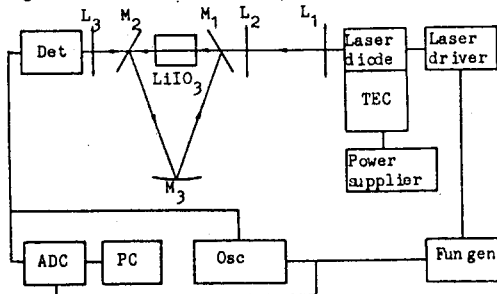 L3 M2 M1 L2 L1
Det
LiIO3
Laser diode
Laser driver
TEC
Power supplier
M3
ADC
PC
Osc
Fun gen